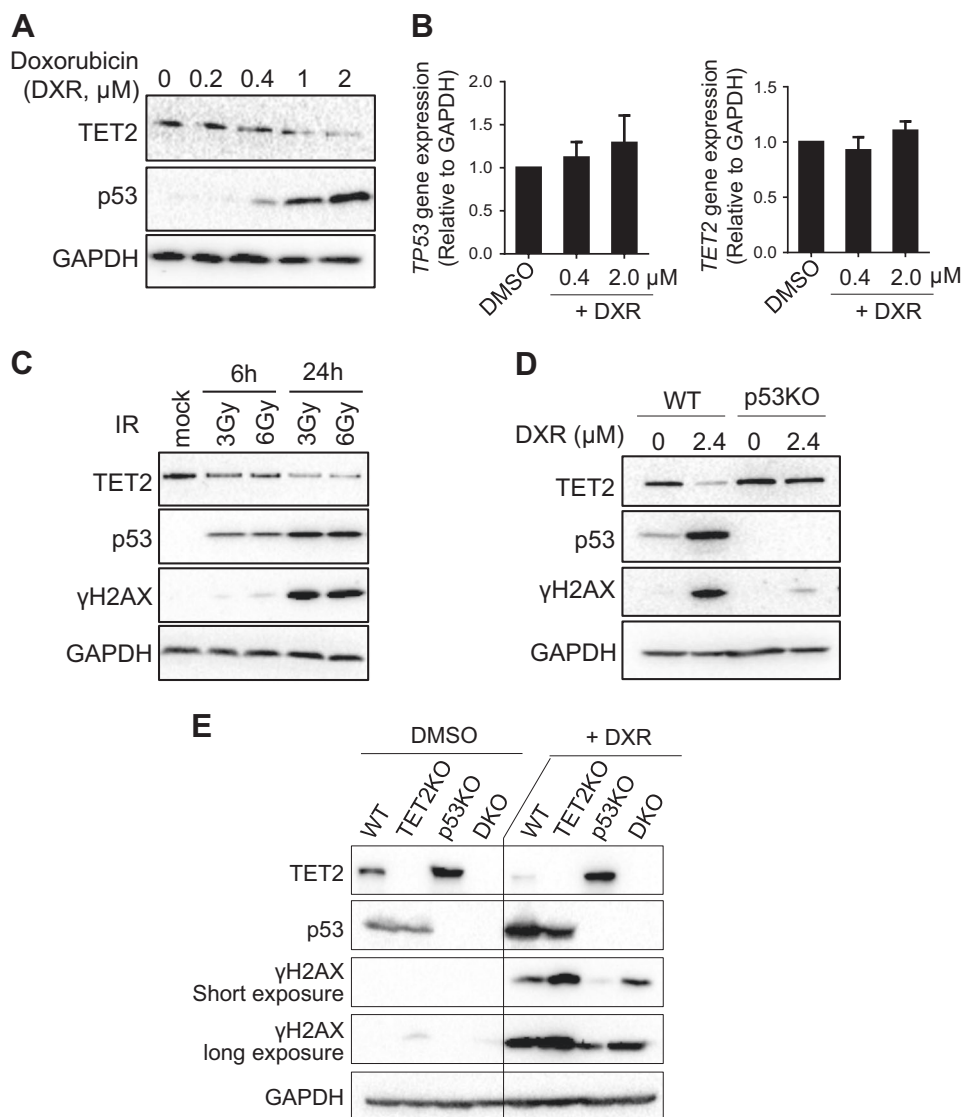 A
Doxorubicin
(DXR, µM)
0 0.2 0.4 1 2
TET2
p53
GAPDH
B
TP53 gene expression
(Relative to GAPDH)
2.0
1.5
1.0
0.5
0.0
DMSO
0.4 2.0 µM
+ DXR
TET2 gene expression
(Relative to GAPDH)
1.5
1.0
0.5
0.0
DMSO
0.4 2.0 µM
+ DXR
C
6h 24h
IR
mock 3Gy 6Gy 3Gy 6Gy
TET2
p53
γH2AX
GAPDH
D
WT p53KO
DXR (µM) 0 2.4 0 2.4
TET2
p53
γH2AX
GAPDH
E
DMSO + DXR
WT TET2KO p53KO DKO WT TET2KO p53KO DKO
TET2
p53
γH2AX
Short exposure
γH2AX
long exposure
GAPDH